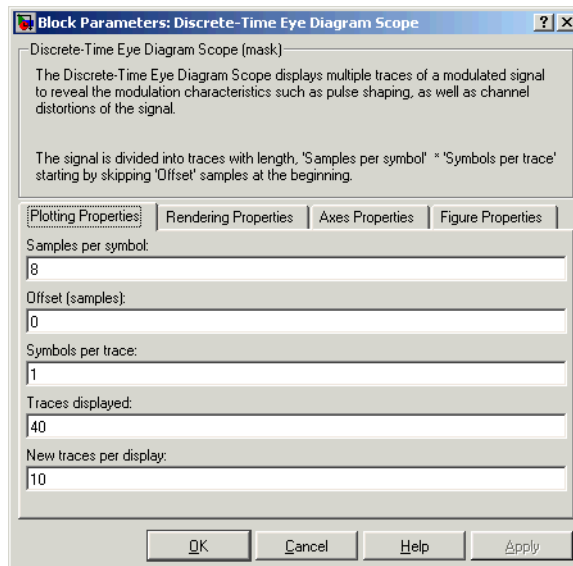 Block Parameters: Discrete-Time Eye Diagram Scope ? X
Discrete-Time Eye Diagram Scope (mask)
The Discrete-Time Eye Diagram Scope displays multiple traces of a modulated signal
to reveal the modulation characteristics such as pulse shaping, as well as channel
distortions of the signal.
The signal is divided into traces with length, 'Samples per symbol' * 'Symbols per trace'
starting by skipping 'Offset' samples at the beginning.
Plotting Properties Rendering Properties Axes Properties Figure Properties
Samples per symbol:
8
Offset (samples):
0
Symbols per trace:
1
Traces displayed:
40
New traces per display:
10
OK Cancel Help Apply